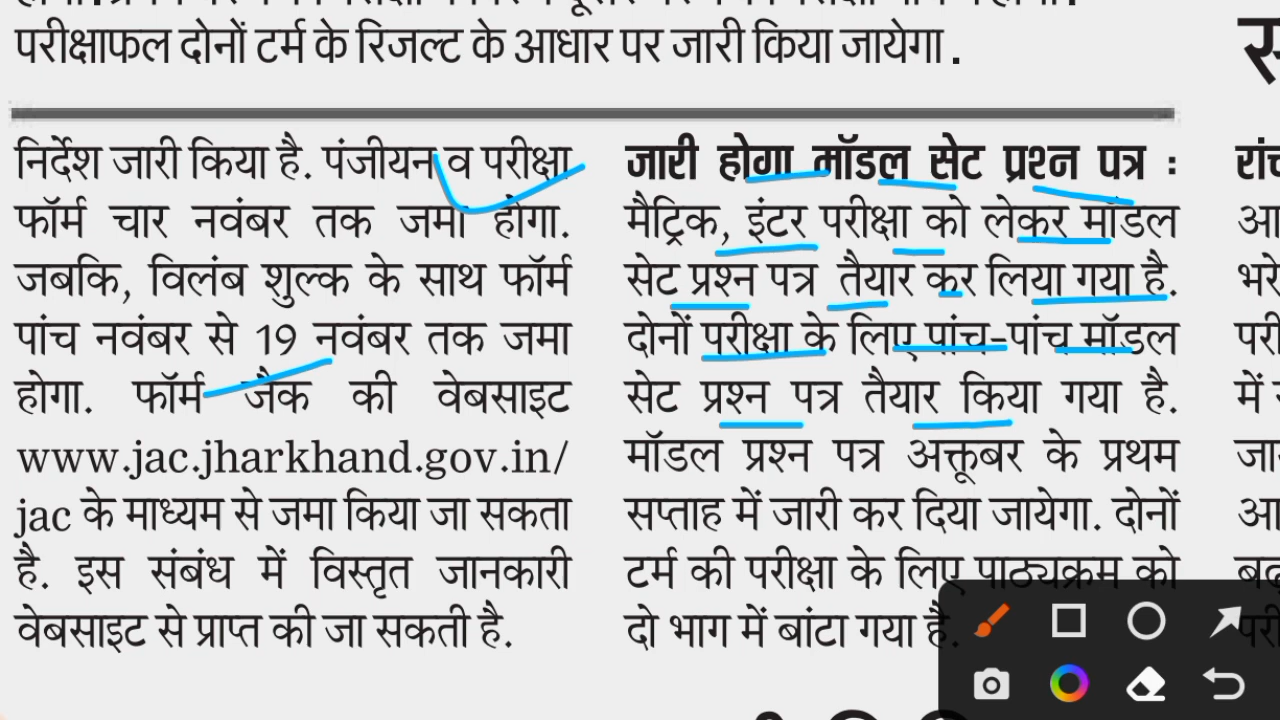 परीक्षाफल दोनों टर्म के रिजल्ट के आधार पर जारी किया जायेगा.
निर्देश जारी किया है. पंजीयन व परीक्षा
फॉर्म चार नवंबर तक जमा होगा.
जबकि, विलंब शुल्क के साथ फॉर्म
पांच नवंबर से 19 नवंबर तक जमा
होगा. फॉर्म जैक की वेबसाइट
www.jac.jharkhand.gov.in/
jac के माध्यम से जमा किया जा सकता
है. इस संबंध में विस्तृत जानकारी
वेबसाइट से प्राप्त की जा सकती है.
जारी होगा मॉडल सेट प्रश्न पत्र :
मैट्रिक, इंटर परीक्षा को लेकर मॉडल
सेट प्रश्न पत्र तैयार कर लिया गया है.
दोनों परीक्षा के लिए पांच-पांच मॉडल
सेट प्रश्न पत्र तैयार किया गया है.
मॉडल प्रश्न पत्र अक्तूबर के प्रथम
सप्ताह में जारी कर दिया जायेगा. दोनों
टर्म की परीक्षा के लिए पाठ्यक्रम को
दो भाग में बांटा गया है.
में